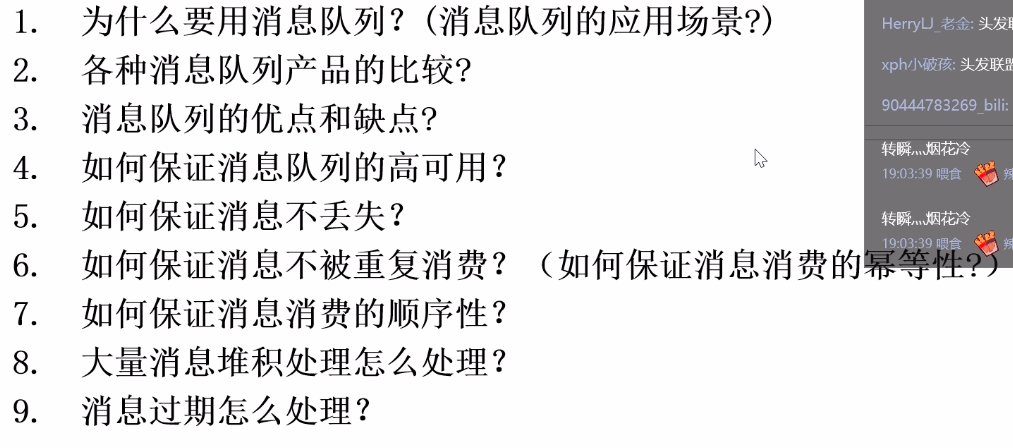 1. 为什么要用消息队列？(消息队列的应用场景?)
2. 各种消息队列产品的比较?
3. 消息队列的优点和缺点?
4. 如何保证消息队列的高可用？
5. 如何保证消息不丢失？
6. 如何保证消息不被重复消费？（如何保证消息消费的幂等性?）
7. 如何保证消息消费的顺序性？
8. 大量消息堆积处理怎么处理？
9. 消息过期怎么处理？
HerryLJ_老金: 头发联
xph小破孩: 头发联盟
90444783269_bili:
转瞬灬烟花冷
19:03:39 喂食 辣
转瞬灬烟花冷
19:03:39 喂食 辣